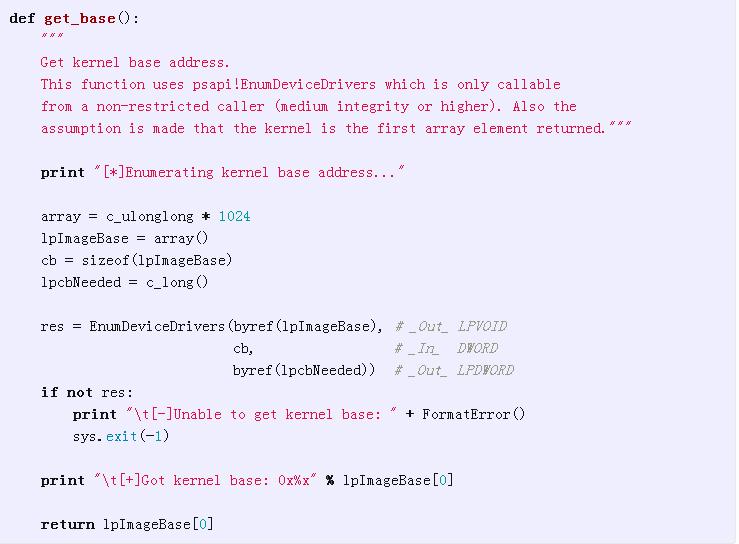 def get_base():
"""
Get kernel base address.
This function uses psapi!EnumDeviceDrivers which is only callable
from a non-restricted caller (medium integrity or higher). Also the
assumption is made that the kernel is the first array element returned."""
print "[*]Enumerating kernel base address..."
array = c_ulonglong * 1024
lpImageBase = array()
cb = sizeof(lpImageBase)
lpcbNeeded = c_long()
res = EnumDeviceDrivers(byref(lpImageBase), # _Out_ LPVOID
cb, # _In_ DWORD
byref(lpcbNeeded)) # _Out_ LPDWORD
if not res:
print "\t[-]Unable to get kernel base: " + FormatError()
sys.exit(-1)
print "\t[+]Got kernel base: 0x%x" % lpImageBase[0]
return lpImageBase[0]